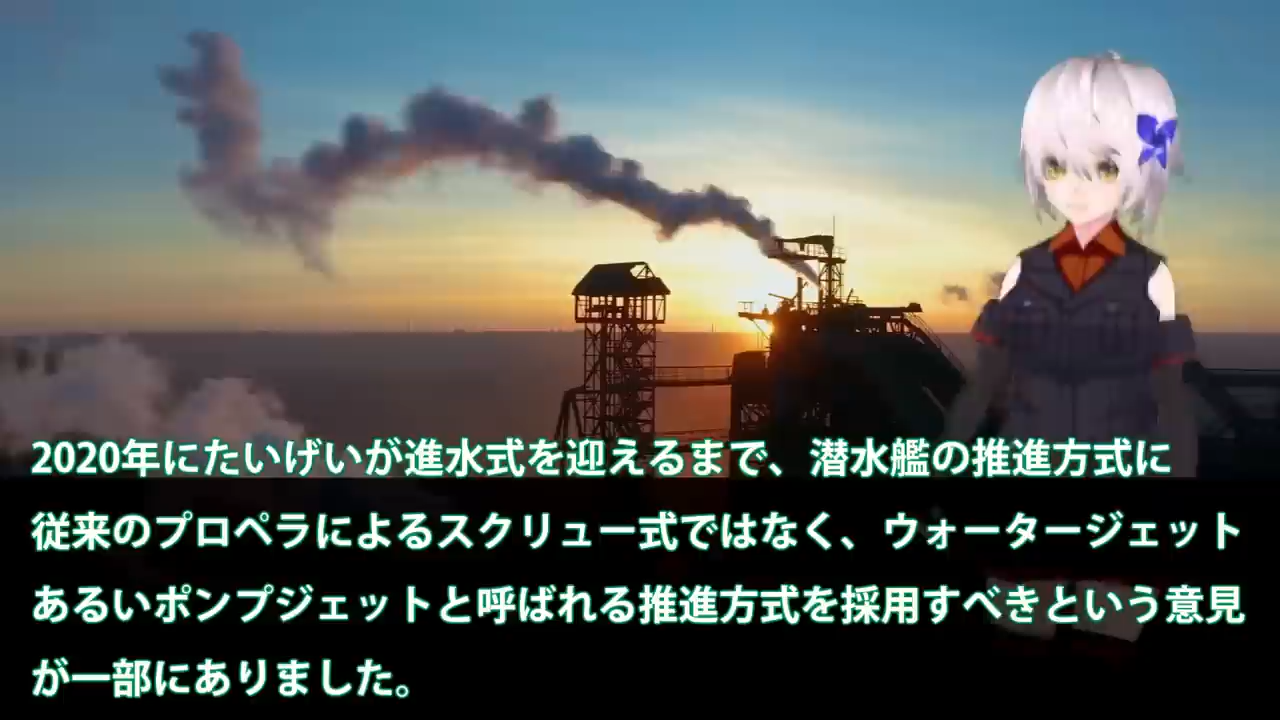 2020年にたいげいが進水式を迎えるまで、潜水艦の推進方式に
従来のプロペラによるスクリュー式ではなく、ウォータージェット
あるいポンプジェットと呼ばれる推進方式を採用すべきという意見
が一部にありました。